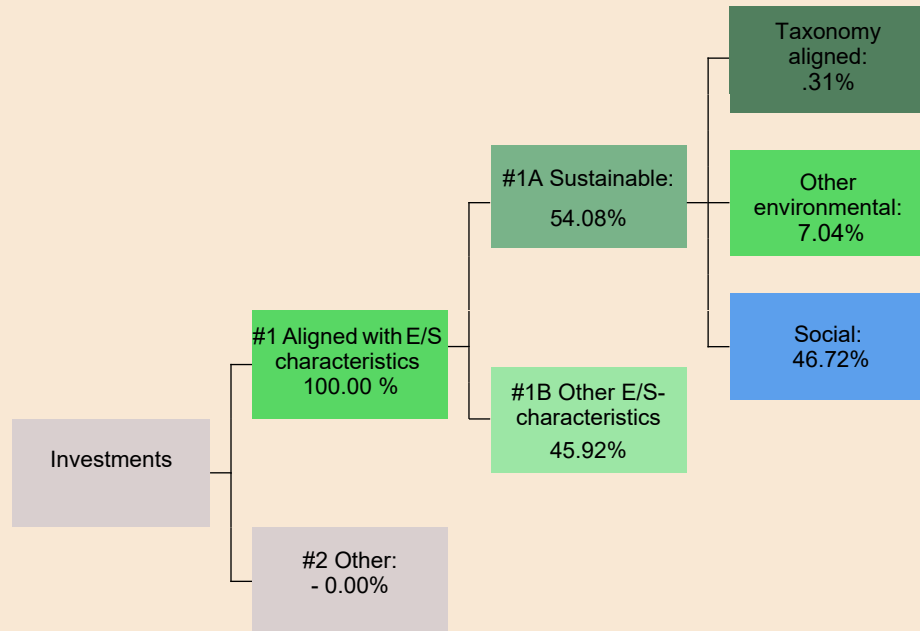 Investments
#1 Aligned with E/S
characteristics
100.00 %
#2 Other:
- 0.00%
#1A Sustainable:
54.08%
#1B Other E/S-
characteristics
45.92%
Taxonomy
aligned:
.31%
Other
environmental:
7.04%
Social:
46.72%